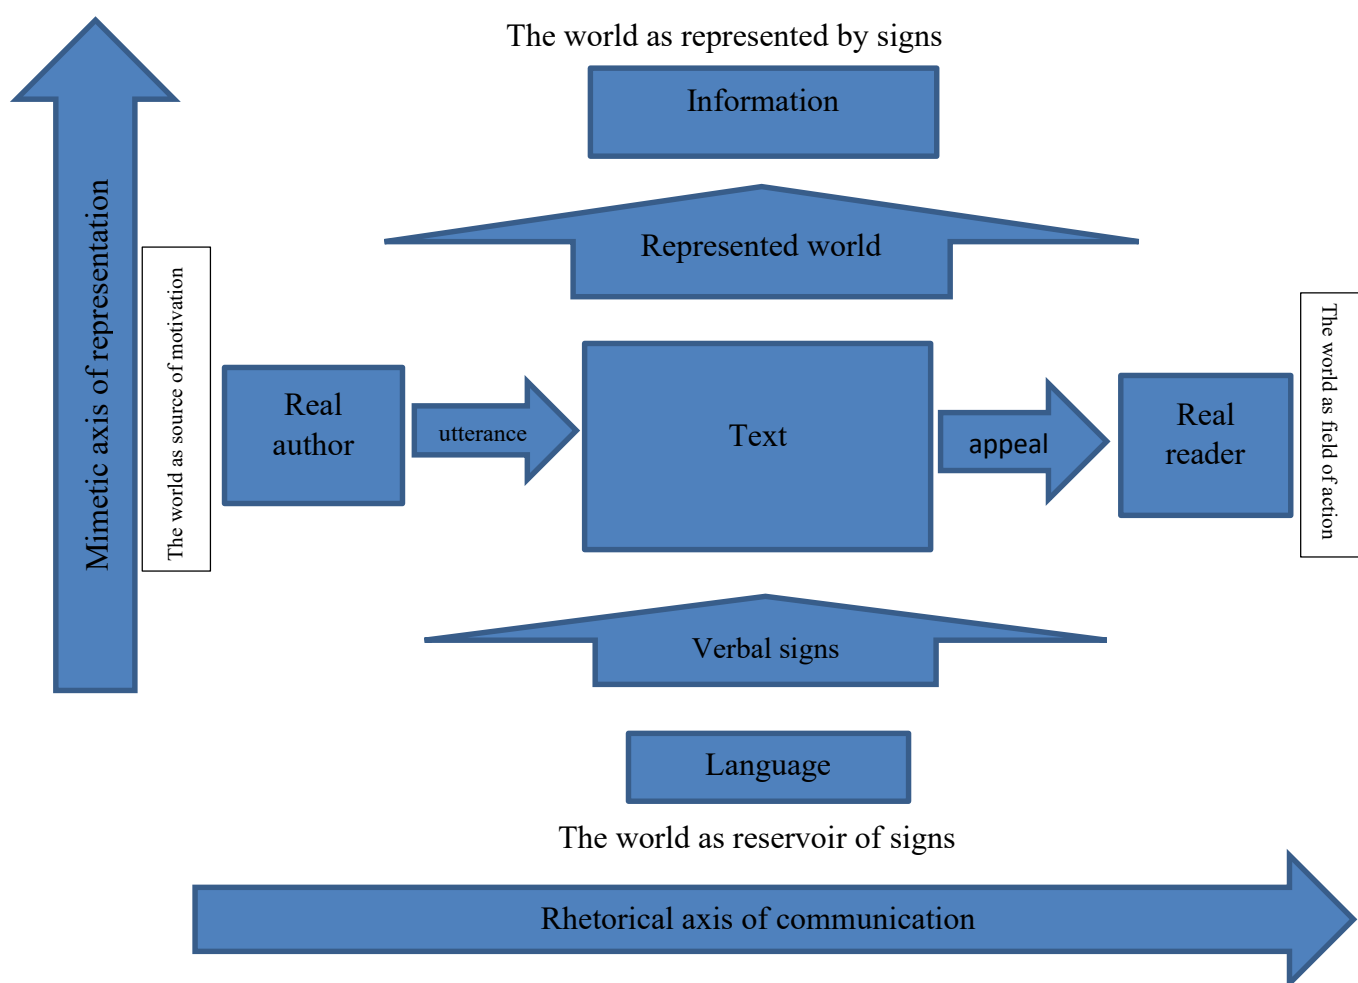 The world as represented by signs
Information
Represented world
Mimetic axis of representation
The world as source of motivation
Real
author
utterance
Text
appeal
Real
reader
The world as field of action
Verbal signs
Language
The world as reservoir of signs
Rhetorical axis of communication